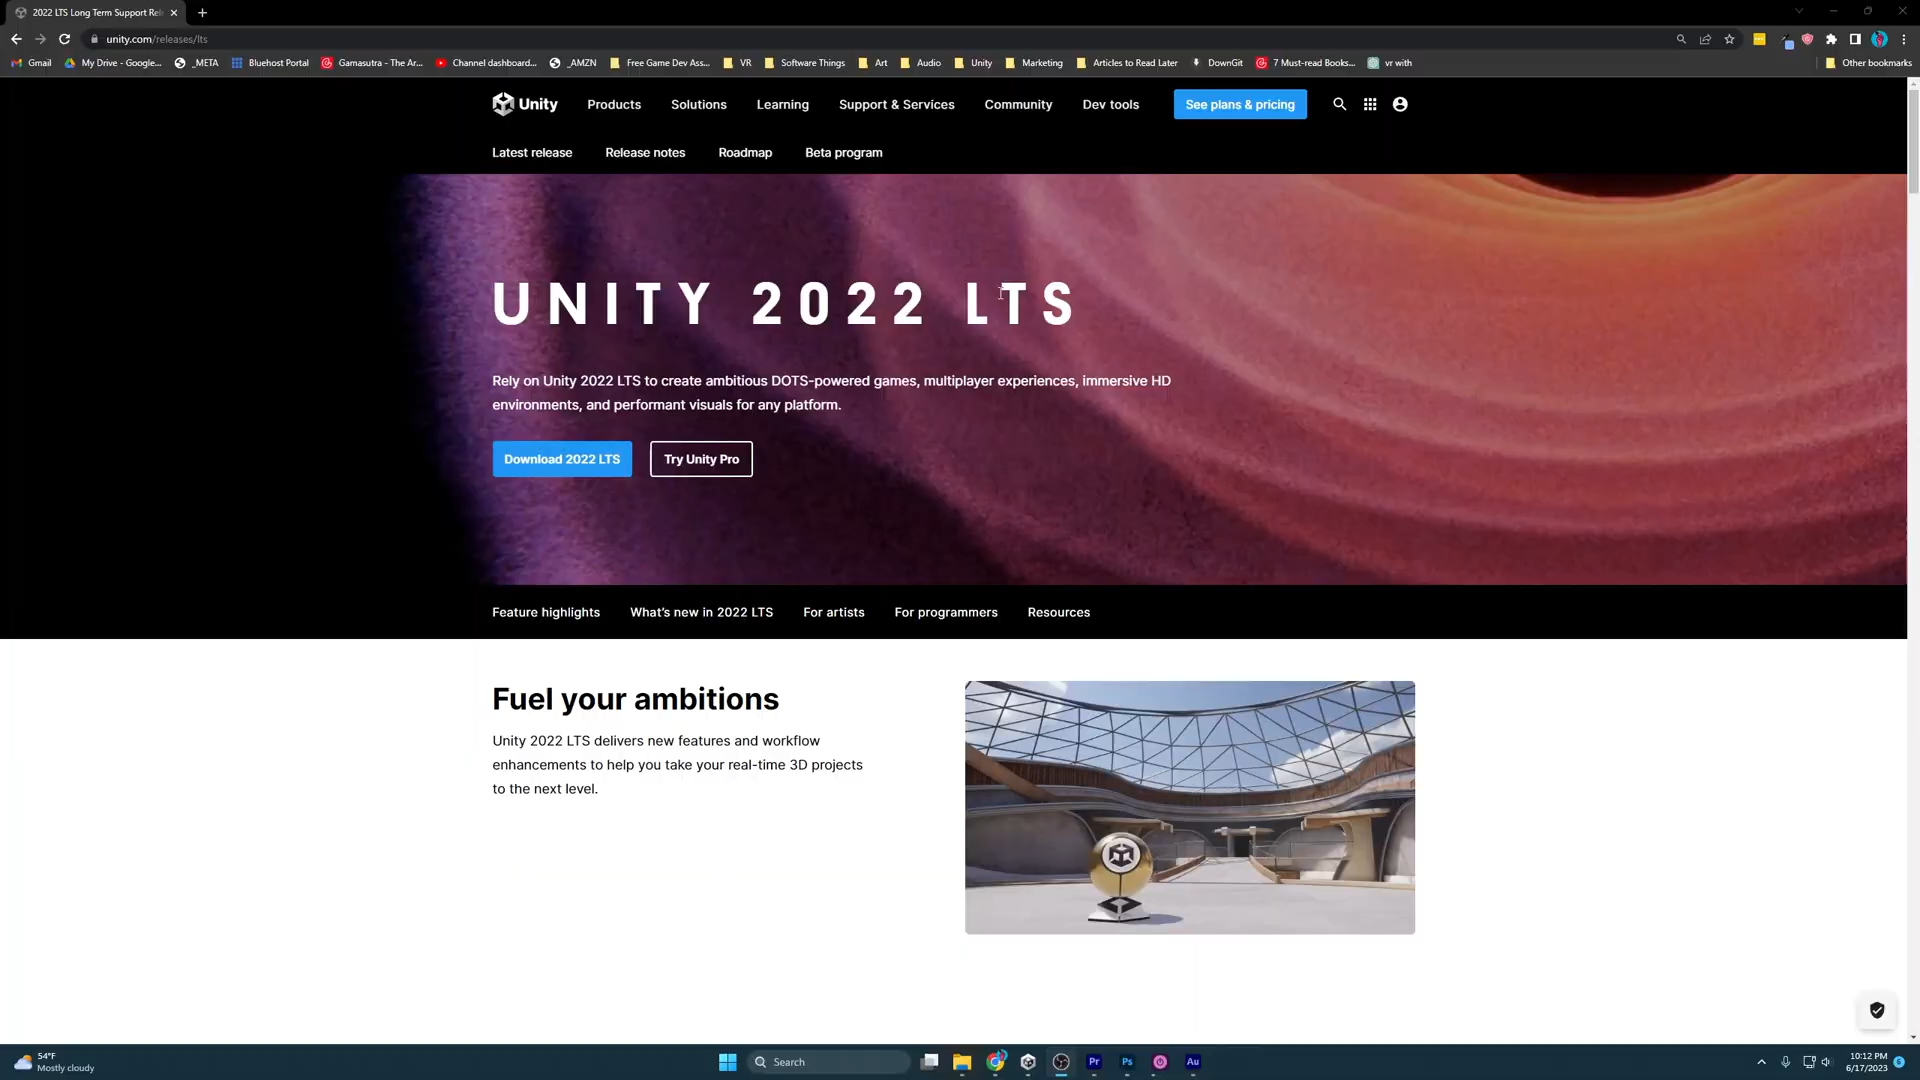 2022 LTS Long Term Support Rel
unity.com/releases/lts
Gmail
My Drive - Google...
_META
Bluehost Portal
Gamasutra - The Ar...
Channel dashboard...
_AMZN
Free Game Dev Ass...
VR
Software Things
Art
Audio
Unity
Marketing
Articles to Read Later
DownGit
7 Must-read Books...
vr with
Other bookmarks
Unity
Products
Solutions
Learning
Support & Services
Community
Dev tools
See plans & pricing
Latest release
Release notes
Roadmap
Beta program
UNITY 2022 LTS
Rely on Unity 2022 LTS to create ambitious DOTS-powered games, multiplayer experiences, immersive HD
environments, and performant visuals for any platform.
Download 2022 LTS
Try Unity Pro
Feature highlights
What's new in 2022 LTS
For artists
For programmers
Resources
Fuel your ambitions
Unity 2022 LTS delivers new features and workflow
enhancements to help you take your real-time 3D projects
to the next level.
54°F
Mostly cloudy
Search
Pr
Ps
Au
10:12 PM
6/17/2023